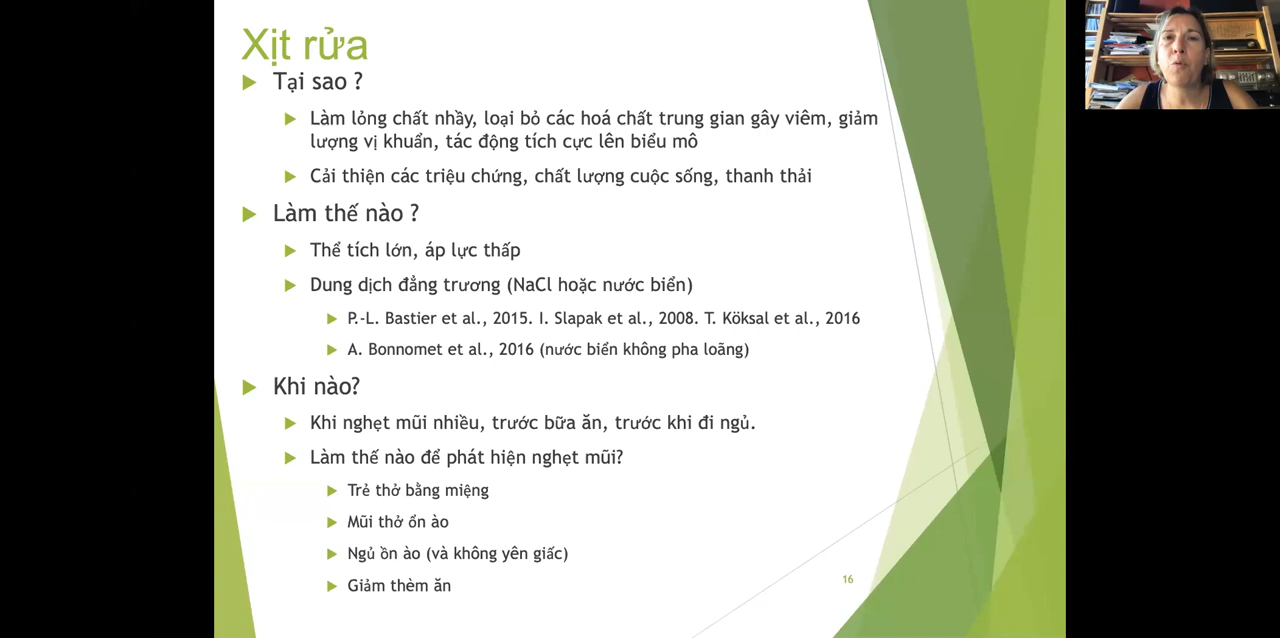 Xịt rửa
Tại sao ?
Làm lỏng chất nhầy, loại bỏ các hoá chất trung gian gây viêm, giảm
lượng vị khuẩn, tác động tích cực lên biểu mô
Cải thiện các triệu chứng, chất lượng cuộc sống, thanh thải
Làm thế nào ?
Thể tích lớn, áp lực thấp
Dung dịch đẳng trương (NaCl hoặc nước biển)
P.-L. Bastier et al., 2015. I. Slapak et al., 2008. T. Köksal et al., 2016
A. Bonnomet et al., 2016 (nước biển không pha loãng)
Khi nào?
Khi nghẹt mũi nhiều, trước bữa ăn, trước khi đi ngủ.
Làm thế nào để phát hiện nghẹt mũi?
Trẻ thở bằng miệng
Mũi thở ổn ào
Ngủ ồn ào (và không yên giấc)
Giảm thèm ăn
16